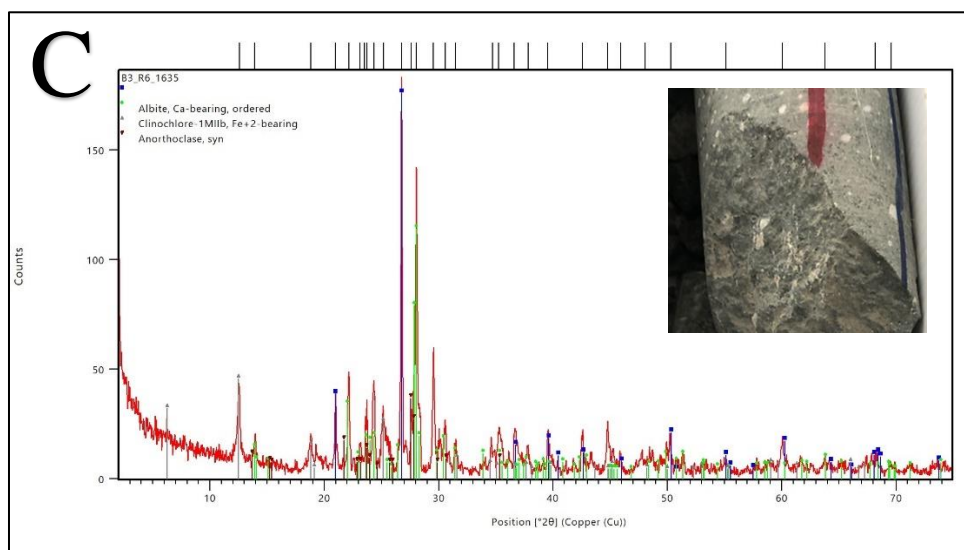 C
B3_R6_1635
Albite, Ca-bearing, ordered
Clinochlore-1MIIb, Fe+2-bearing
Anorthoclase, syn
Counts
150
100
50
0
10
20
30
40
50
60
70
Position [°2θ] (Copper (Cu))